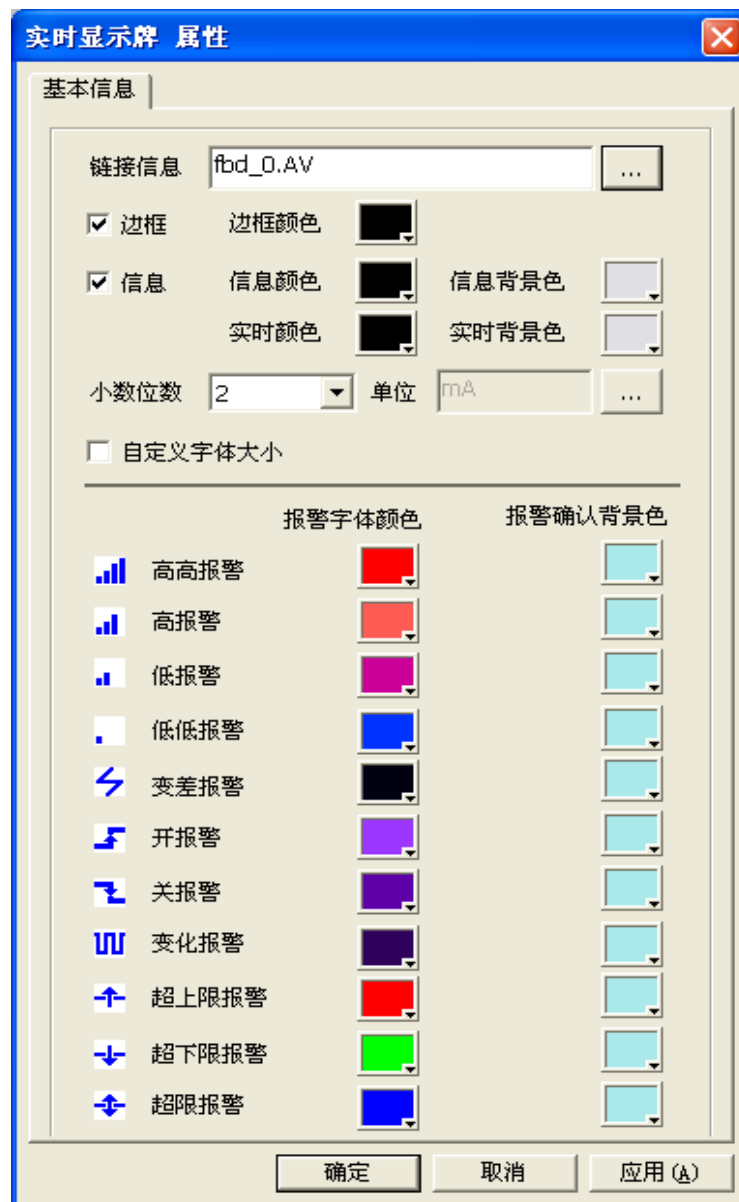 实时显示牌 属性
基本信息
链接信息 fbd_0.AV ...
边框 边框颜色
信息 信息颜色 信息背景色
实时颜色 实时背景色
小数位数 2 单位 mA ...
自定义字体大小
报警字体颜色 报警确认背景色
高高报警
高报警
低报警
低低报警
变差报警
开报警
关报警
变化报警
超上限报警
超下限报警
超限报警
确定 取消 应用(A)